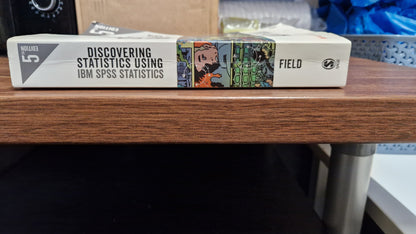 5
EDITION
DISCOVERING
STATISTICS USING
IBM SPSS STATISTICS
FIELD